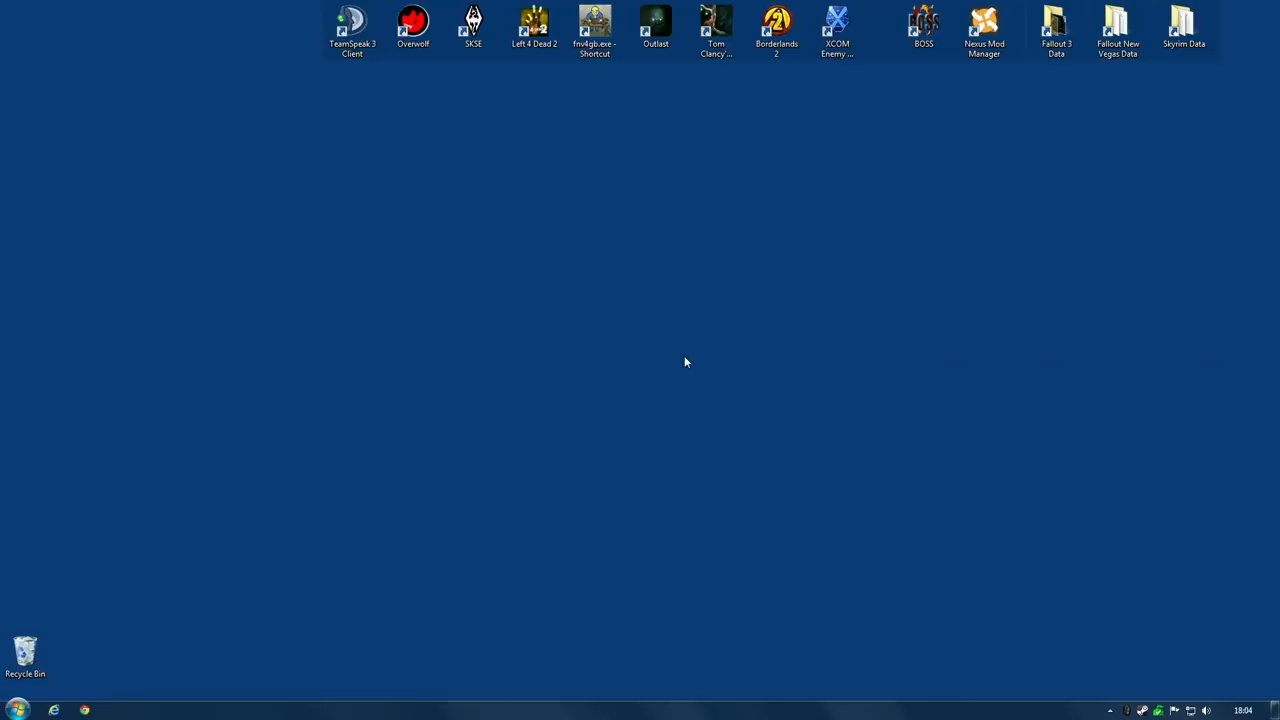 TeamSpeak 3
Client
Overwolf
SKSE
Left 4 Dead 2
fnv4gb.exe -
Shortcut
Outlast
Tom
Clancy'...
Borderlands
2
XCOM
Enemy ...
BOSS
Nexus Mod
Manager
Fallout 3
Data
Fallout New
Vegas Data
Skyrim Data
Recycle Bin
18:04